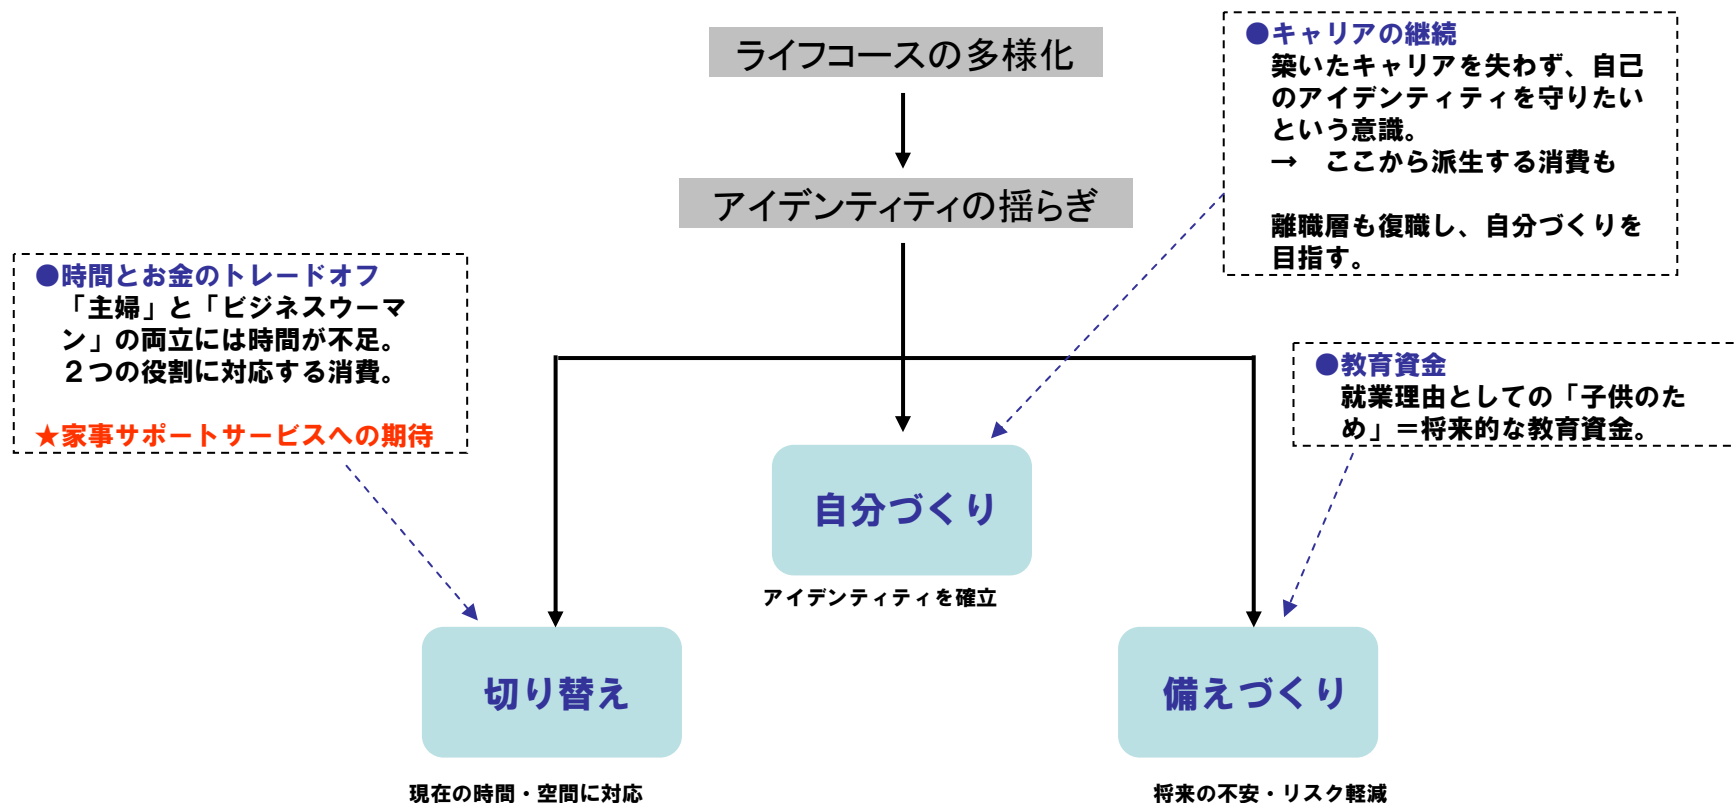 ライフコースの多様化
アイデンティティの揺らぎ
●キャリアの継続
築いたキャリアを失わず、自己
のアイデンティティを守りたい
という意識。
→　ここから派生する消費も
離職層も復職し、自分づくりを
目指す。
●時間とお金のトレードオフ
「主婦」と「ビジネスウーマ
ン」の両立には時間が不足。
２つの役割に対応する消費。
★家事サポートサービスへの期待
●教育資金
就業理由としての「子供のた
め」＝将来的な教育資金。
自分づくり
アイデンティティを確立
切り替え
現在の時間・空間に対応
備えづくり
将来の不安・リスク軽減